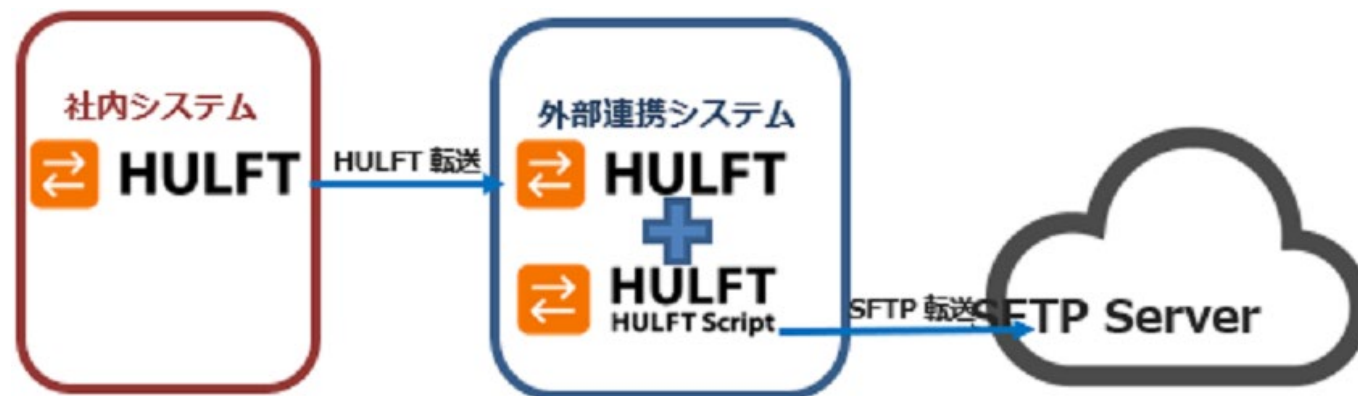 社内システム
HULFT
HULFT 転送
外部連携システム
HULFT
HULFT
HULFT Script
SFTP 転送
SFTP Server